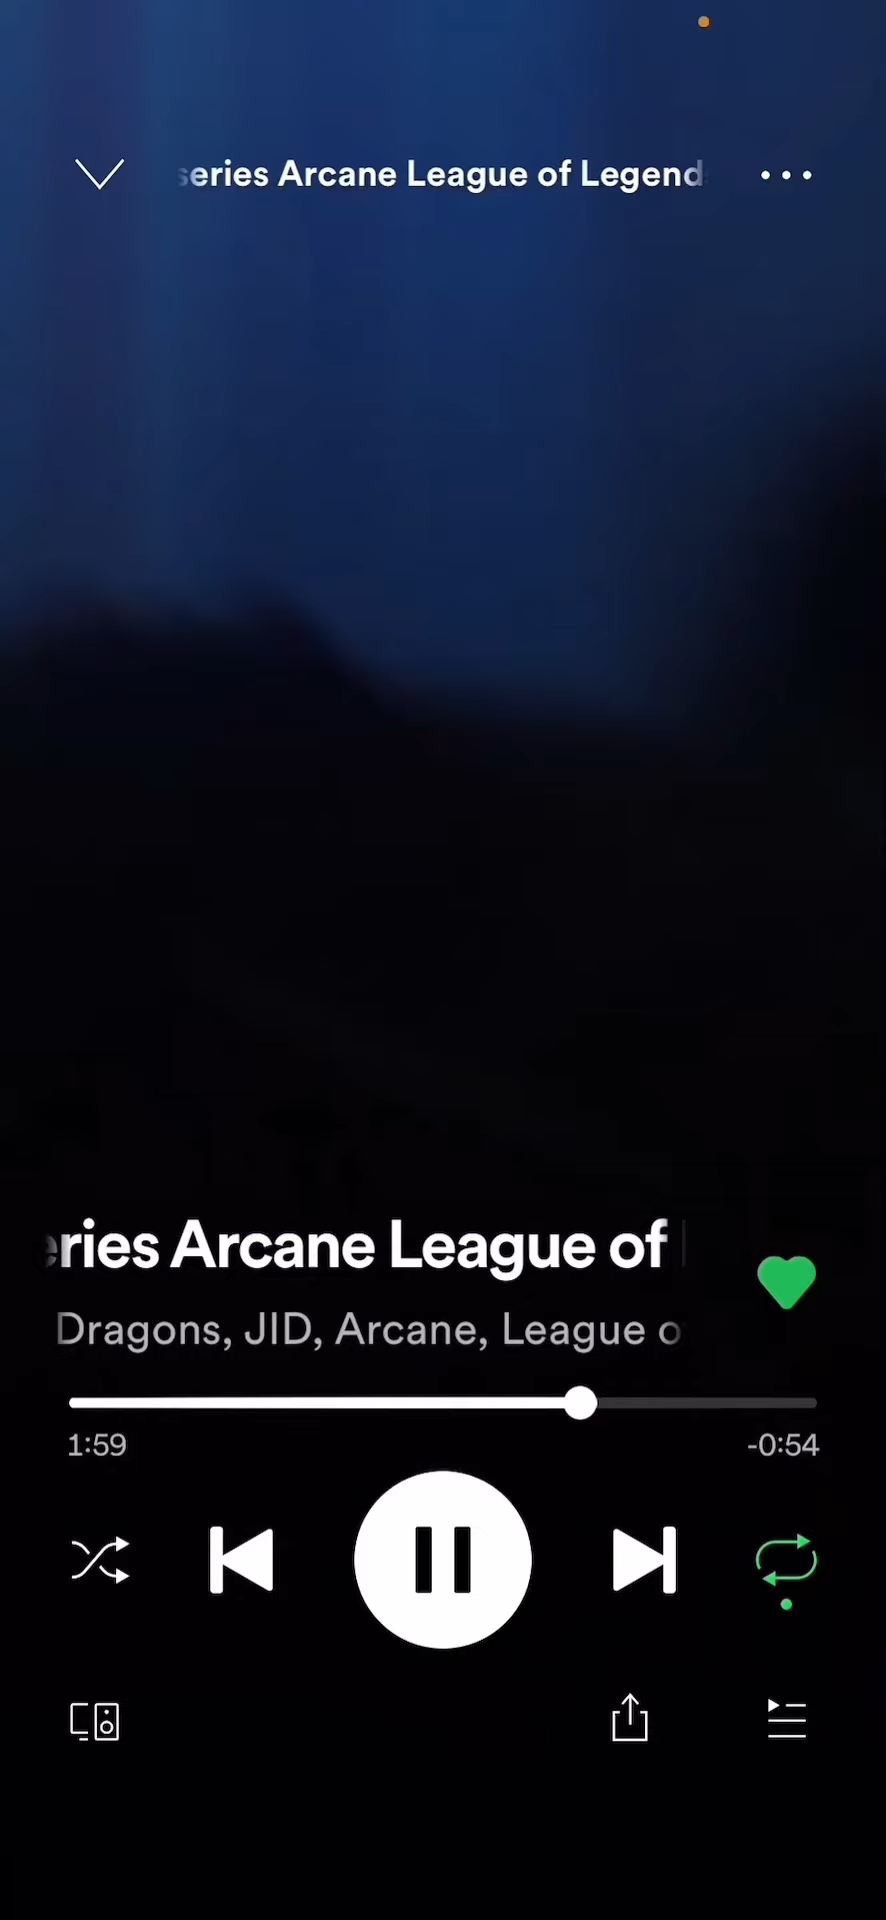 series Arcane League of Legend
ries Arcane League of
Dragons, JID, Arcane, League o
1:59
-0:54